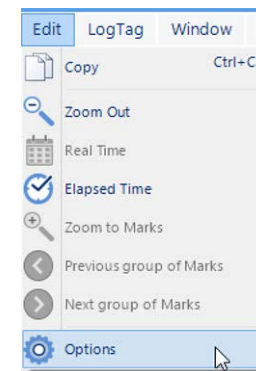 Edit LogTag Window
Copy Ctrl+C
Zoom Out
Real Time
Elapsed Time
Zoom to Marks
Previous group of Marks
Next group of Marks
Options